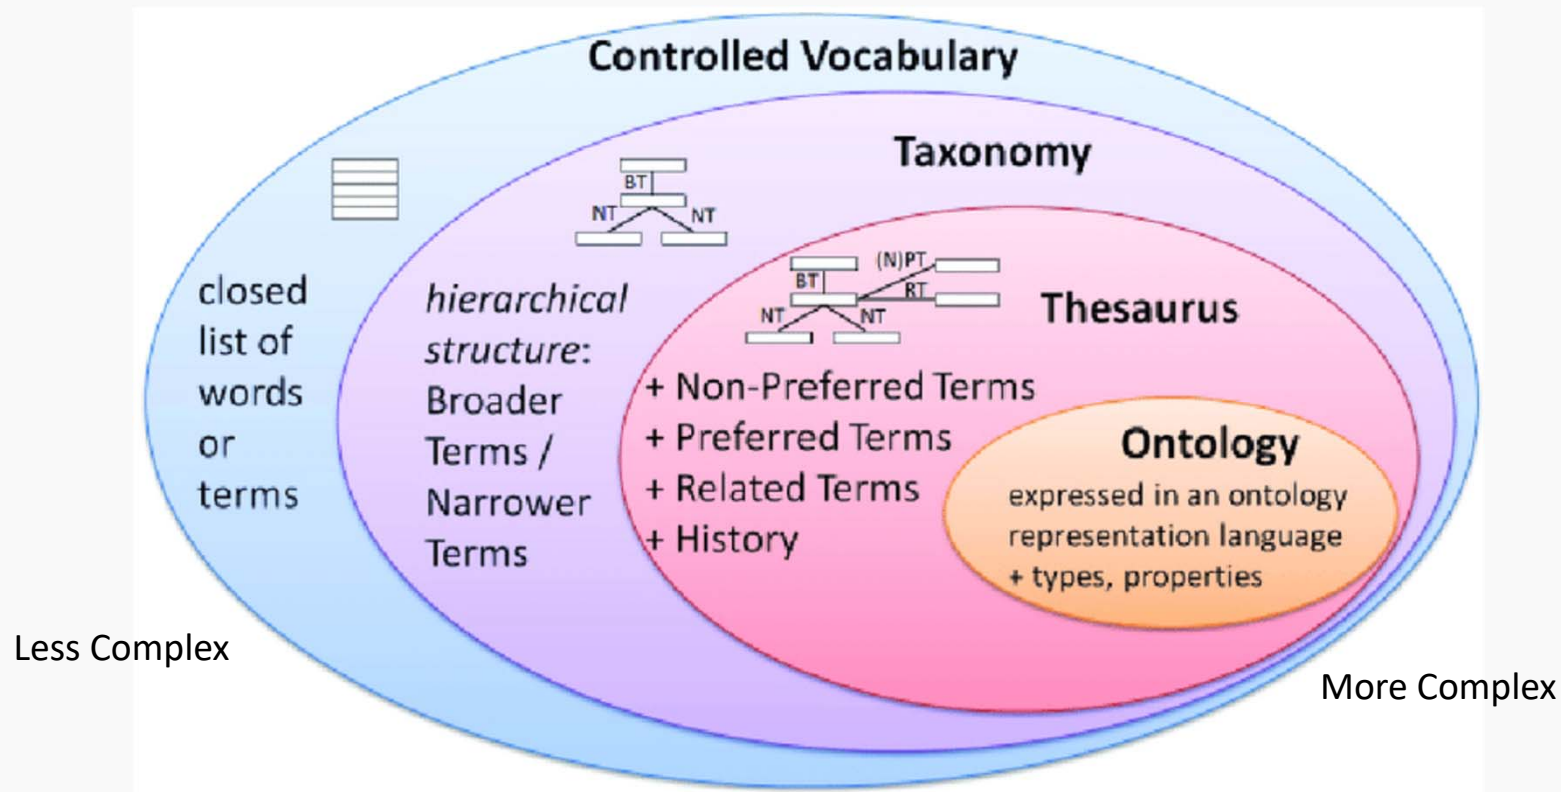 Controlled Vocabulary
Taxonomy
BT
NT NT
(N)PT
BT
RT
NT NT
closed
list of
words
or
terms
hierarchical
structure:
Broader
Terms /
Narrower
Terms
Thesaurus
+ Non-Preferred Terms
+ Preferred Terms
+ Related Terms
+ History
Ontology
expressed in an ontology
representation language
+ types, properties
Less Complex
More Complex